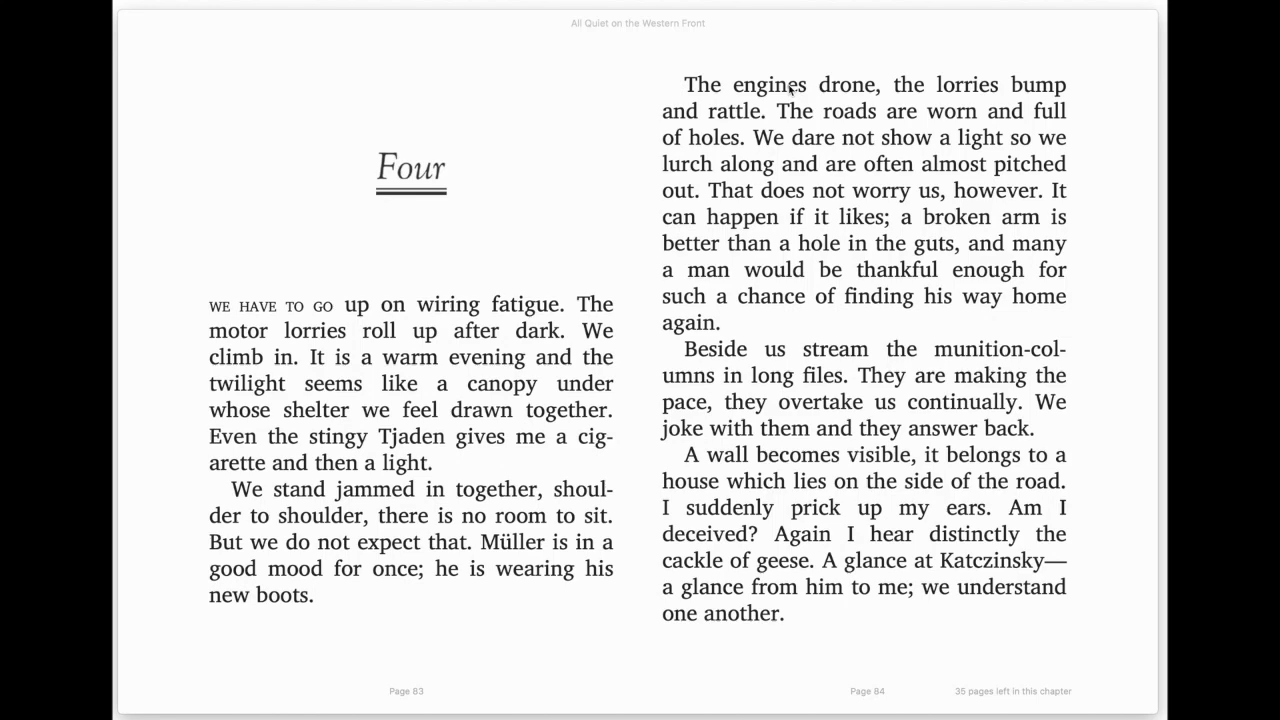 All Quiet on the Western Front
Four
WE HAVE TO GO up on wiring fatigue. The
motor lorries roll up after dark. We
climb in. It is a warm evening and the
twilight seems like a canopy under
whose shelter we feel drawn together.
Even the stingy Tjaden gives me a cig-
arette and then a light.
We stand jammed in together, shoul-
der to shoulder, there is no room to sit.
But we do not expect that. Müller is in a
good mood for once; he is wearing his
new boots.
Page 83
The engines drone, the lorries bump
and rattle. The roads are worn and full
of holes. We dare not show a light so we
lurch along and are often almost pitched
out. That does not worry us, however. It
can happen if it likes; a broken arm is
better than a hole in the guts, and many
a man would be thankful enough for
such a chance of finding his way home
again.
Beside us stream the munition-col-
umns in long files. They are making the
pace, they overtake us continually. We
joke with them and they answer back.
A wall becomes visible, it belongs to a
house which lies on the side of the road.
I suddenly prick up my ears. Am I
deceived? Again I hear distinctly the
cackle of geese. A glance at Katczinsky—
a glance from him to me; we understand
one another.
Page 84
35 pages left in this chapter